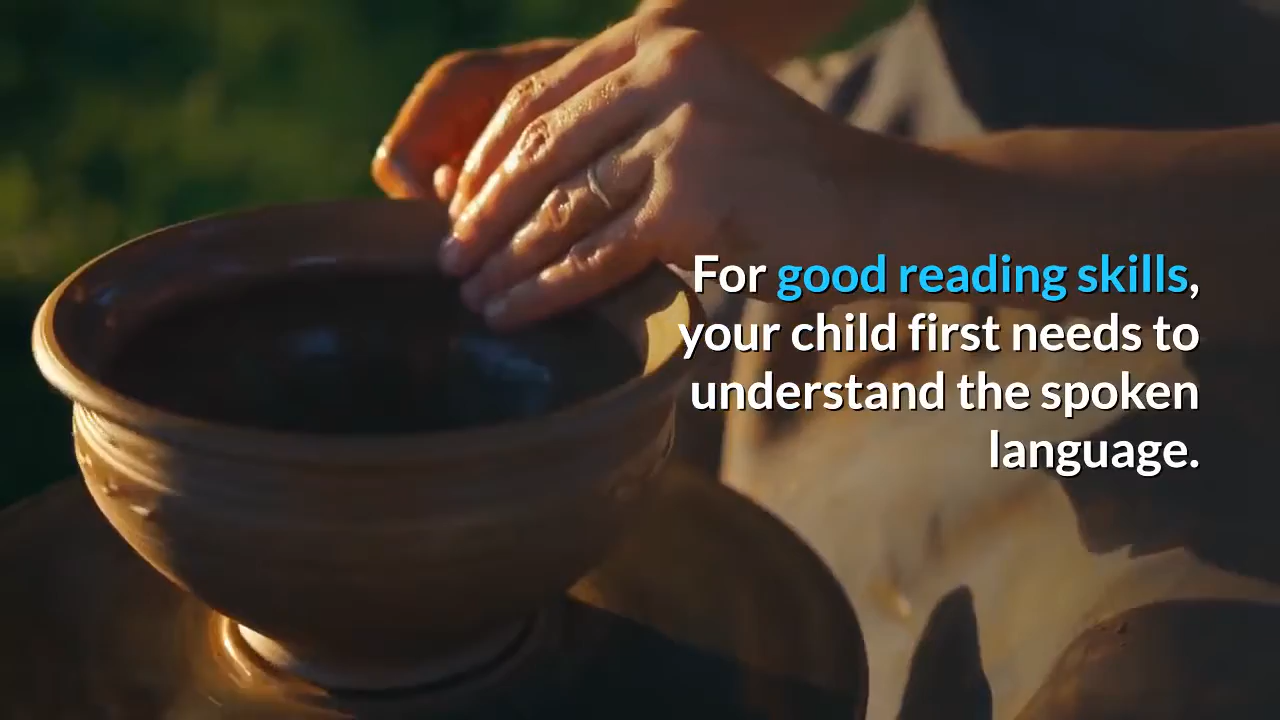 For good reading skills,
your child first needs to
understand the spoken
language.